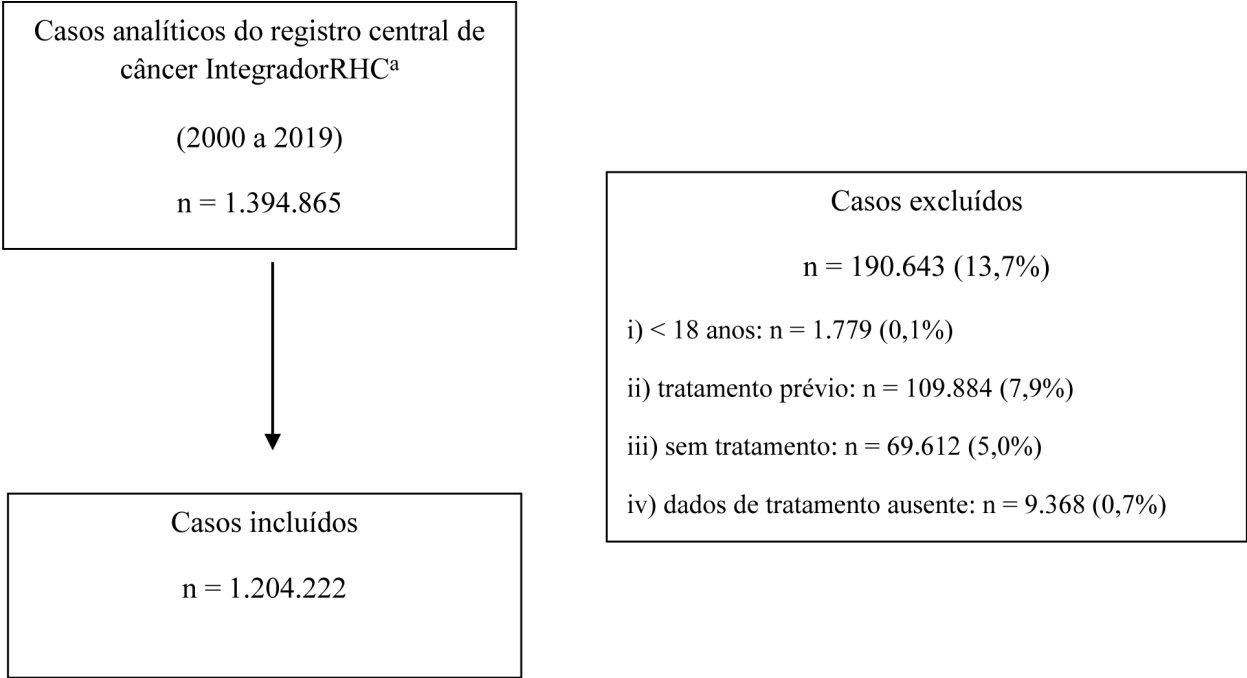 Casos analíticos do registro central de
câncer IntegradorRHCᵃ
(2000 a 2019)
n = 1.394.865
Casos excluídos
n = 190.643 (13,7%)
i) < 18 anos: n = 1.779 (0,1%)
ii) tratamento prévio: n = 109.884 (7,9%)
iii) sem tratamento: n = 69.612 (5,0%)
iv) dados de tratamento ausente: n = 9.368 (0,7%)
Casos incluídos
n = 1.204.222